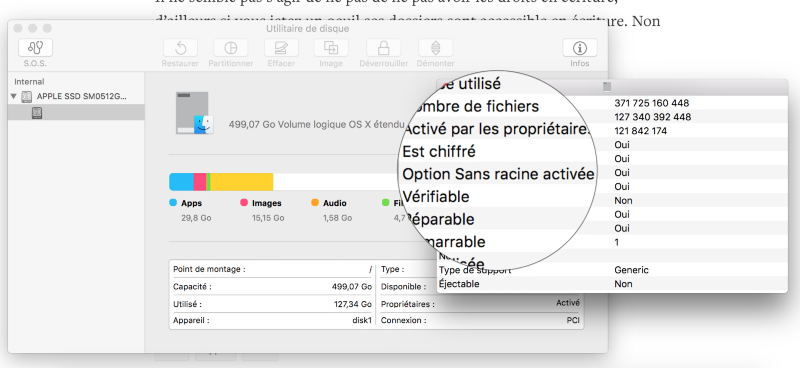 Il ne semble pas s'agir de ne pas de ne pas avoir les droits en écriture,
d'ailleurs si vous jetez un oeuil ses dossiers sont accessible en écriture. Non
Utilitaire de disque
S.O.S.
Restaurer Partitionner Effacer Image Déverrouiller Démonter Infos
Internal
APPLE SSD SM0512G...
499,07 Go Volume logique OS X étendu
Apps
29,8 Go
Images
15,15 Go
Audio
1,58 Go
Point de montage : /
Capacité : 499,07 Go
Utilisé : 127,34 Go
Appareil : disk1
Type :
Disponible :
Propriétaires : Activé
Connexion : PCI
utilisé
ombre de fichiers
Activé par les propriétaire
Est chiffré
Option Sans racine activée
Vérifiable
Réparable
marrable
371 725 160 448
127 340 392 448
121 842 174
Oui
Oui
Oui
Oui
Non
Oui
Oui
1
Type de support Generic
Éjectable Non